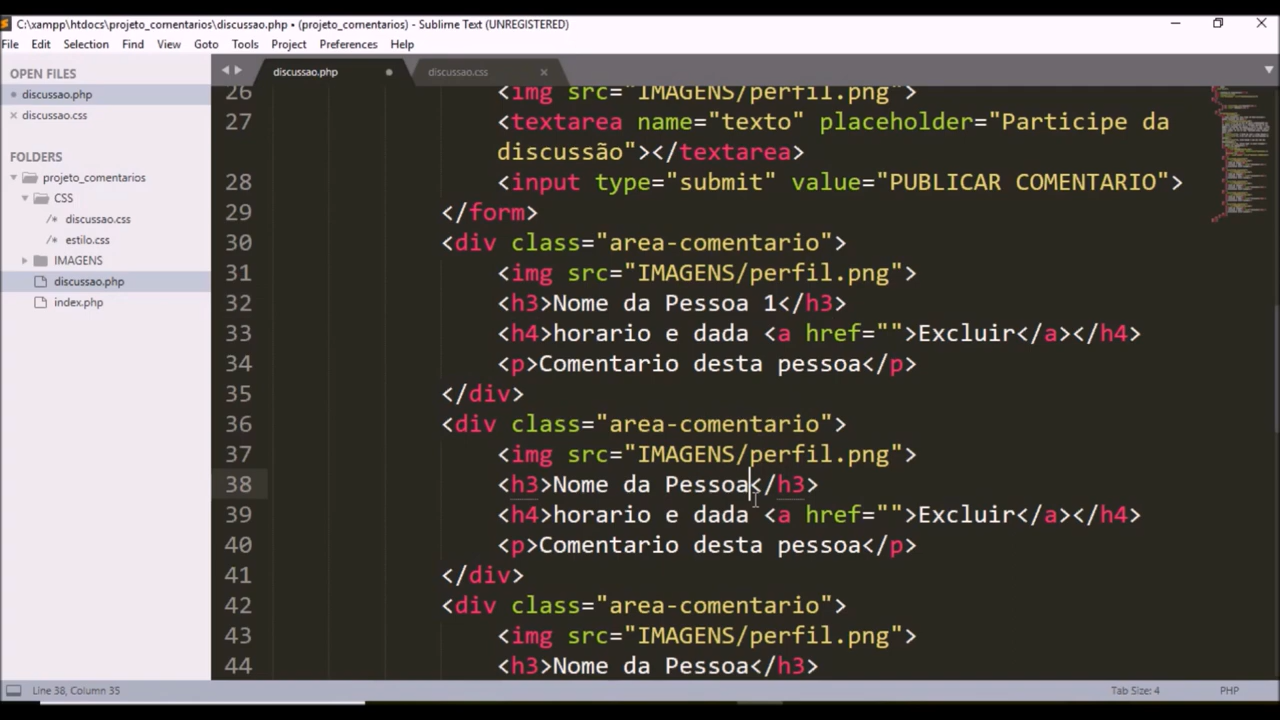 C:\xampp\htdocs\projeto_comentarios\discussao.php • (projeto_comentarios) - Sublime Text (UNREGISTERED)
File Edit Selection Find View Goto Tools Project Preferences Help
OPEN FILES
discussao.php
discussao.css
FOLDERS
projeto_comentarios
CSS
/* discussao.css
/* estilo.css
IMAGENS
discussao.php
index.php
discussao.php discussao.css
26 <img src="IMAGENS/perfil.png">
27 <textarea name="texto" placeholder="Participe da
discussão"></textarea>
28 <input type="submit" value="PUBLICAR COMENTARIO">
29 </form>
30 <div class="area-comentario">
31 <img src="IMAGENS/perfil.png">
32 <h3>Nome da Pessoa 1</h3>
33 <h4>horario e dada <a href="">Excluir</a></h4>
34 <p>Comentario desta pessoa</p>
35 </div>
36 <div class="area-comentario">
37 <img src="IMAGENS/perfil.png">
38 <h3>Nome da Pessoa</h3>
39 <h4>horario e dada <a href="">Excluir</a></h4>
40 <p>Comentario desta pessoa</p>
41 </div>
42 <div class="area-comentario">
43 <img src="IMAGENS/perfil.png">
44 <h3>Nome da Pessoa</h3>
Line 38, Column 35 Tab Size: 4 PHP